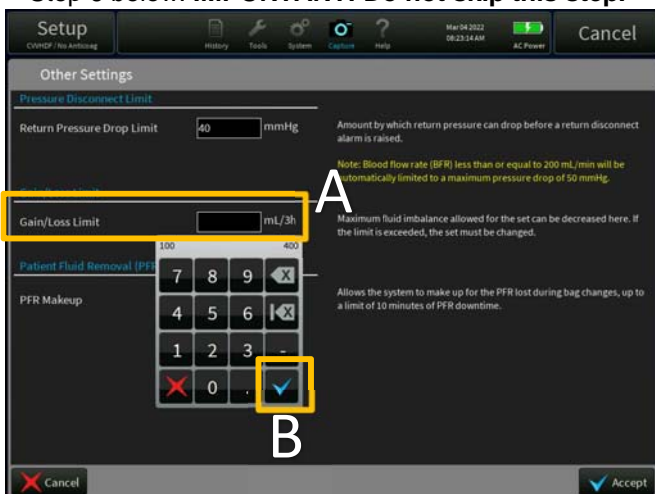 Step 6 below. IMPORTANT! Do not skip this step.
Setup
CVVHDF / No Anticoag
History Tools System Capture Help
Mar 04 2022
08:23:14 AM
AC Power
Cancel
Other Settings
Pressure Disconnect Limit
Return Pressure Drop Limit 40 mmHg
Amount by which return pressure can drop before a return disconnect
alarm is raised.
Note: Blood flow rate (BFR) less than or equal to 200 mL/min will be
automatically limited to a maximum pressure drop
of 50 mmHg.
A
Gain/Loss Limit
Gain/Loss Limit mL/3h
Maximum fluid imbalance allowed for the set can be decreased here. If
the limit is exceeded, the set must be changed.
100 400
Patient Fluid Removal (PFR
7 8 9
PFR Makeup
Allows the system to make up for the PFR lost during bag changes, up to
a limit of 10 minutes of PFR downtime.
4 5 6
1 2 3 -
0 .
B
Cancel
Accept